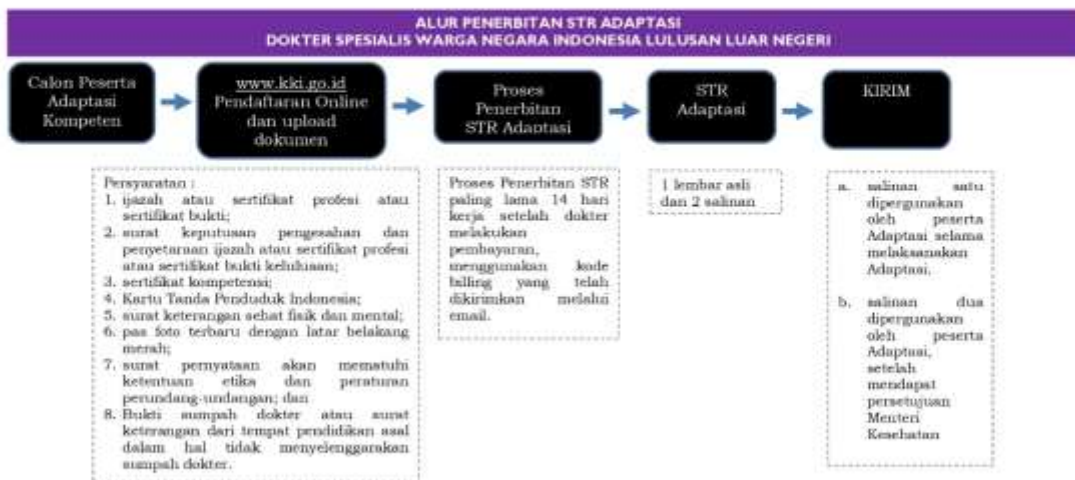 ALUR PENERBITAN STR ADAPTASI
DOKTER SPESIALIS WARGA NEGARA INDONESIA LULUSAN LUAR NEGERI
Calon Peserta
Adaptasi
Kompeten
www.kki.go.id
Pendaftaran Online
dan upload
dokumen
Proses
Penerbitan
STR Adaptasi
STR
Adaptasi
KIRIM
Persyaratan :
1. ijazah atau sertifikat profesi atau
sertifikat bukti;
2. surat keputusan pengesahan dan
penyetaraan ijazah atau sertifikat profesi
atau sertifikat bukti kelulusan;
3. sertifikat kompetensi;
4. Kartu Tanda Penduduk Indonesia;
5. surat keterangan sehat fisik dan mental;
6. pas foto terbaru dengan latar belakang
merah;
7. surat pernyataan akan mematuhi
ketentuan etika dan peraturan
perundang-undangan; dan
8. Bukti sumpah dokter atau surat
keterangan dari tempat pendidikan asal
dalam hal tidak menyelenggarakan
sumpah dokter.
Proses Penerbitan STR
paling lama 14 hari
kerja setelah dokter
melakukan
pembayaran,
menggunakan kode
billing yang telah
dikirimkan melalui
email.
1 lembar asli
dan 2 salinan
a. salinan satu
dipergunakan
oleh peserta
Adaptasi selama
melaksanakan
Adaptasi.
b. salinan dua
dipergunakan
oleh peserta
Adaptasi,
setelah
mendapat
persetujuan
Menteri
Kesehatan